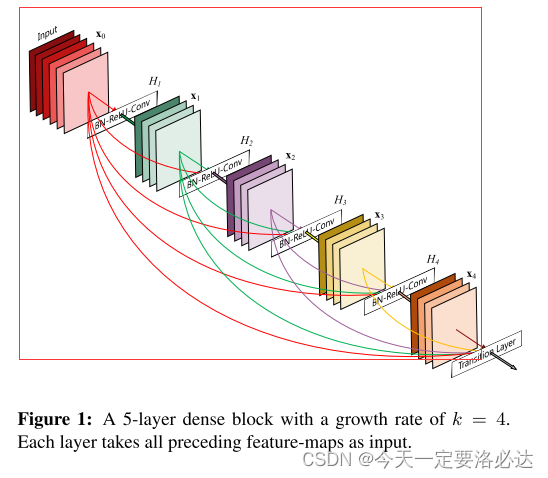 Input
x0
H1
BN-ReLU-Conv
x1
H2
BN-ReLU-Conv
x2
H3
BN-ReLU-Conv
x3
H4
BN-ReLU-Conv
x4
Transition Layer
Figure 1: A 5-layer dense block with a growth rate of k = 4.
Each layer takes all preceding feature-maps as input.
CSDN @今天一定要洛必达